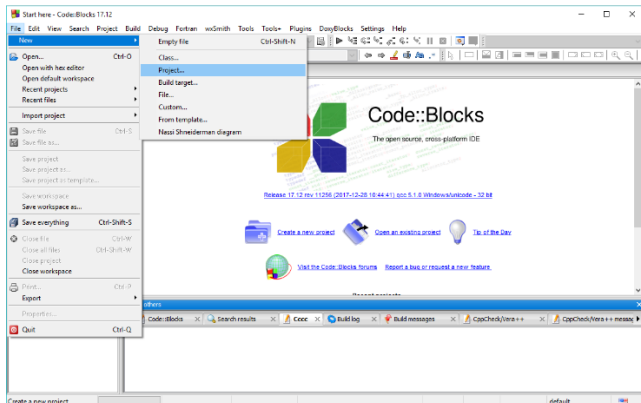 Start here - Code::Blocks 17.12
File Edit View Search Project Build Debug Fortran wxSmith Tools Tools+ Plugins DoxyBlocks Settings Help
New
Open... Ctrl-O
Open with hex editor
Open default workspace
Recent projects
Recent files
Import project
Save file Ctrl-S
Save file as...
Save project
Save project as...
Save project as template...
Save workspace
Save workspace as...
Save everything Ctrl-Shift-S
Close file Ctrl-W
Close all files Ctrl-Shift-W
Close project
Close workspace
Print... Ctrl-P
Export
Properties...
Quit Ctrl-Q
Empty file Ctrl-Shift-N
Class...
Project...
Build target...
File...
Custom...
From template...
Nassi Shneiderman diagram
Code::Blocks
The open source, cross-platform IDE
Release 17.12 rev 11256 (2017-12-28 10:44:41) gcc 5.1.0 Windows/unicode - 32 bit
Create a new project Open an existing project Tip of the Day
Visit the Code::Blocks forums Report a bug or request a new feature
Recent projects
others
Code::Blocks Search results Cccc Build log Build messages CppCheck/Vera++ CppCheck/Vera++ messag
Create a new project default